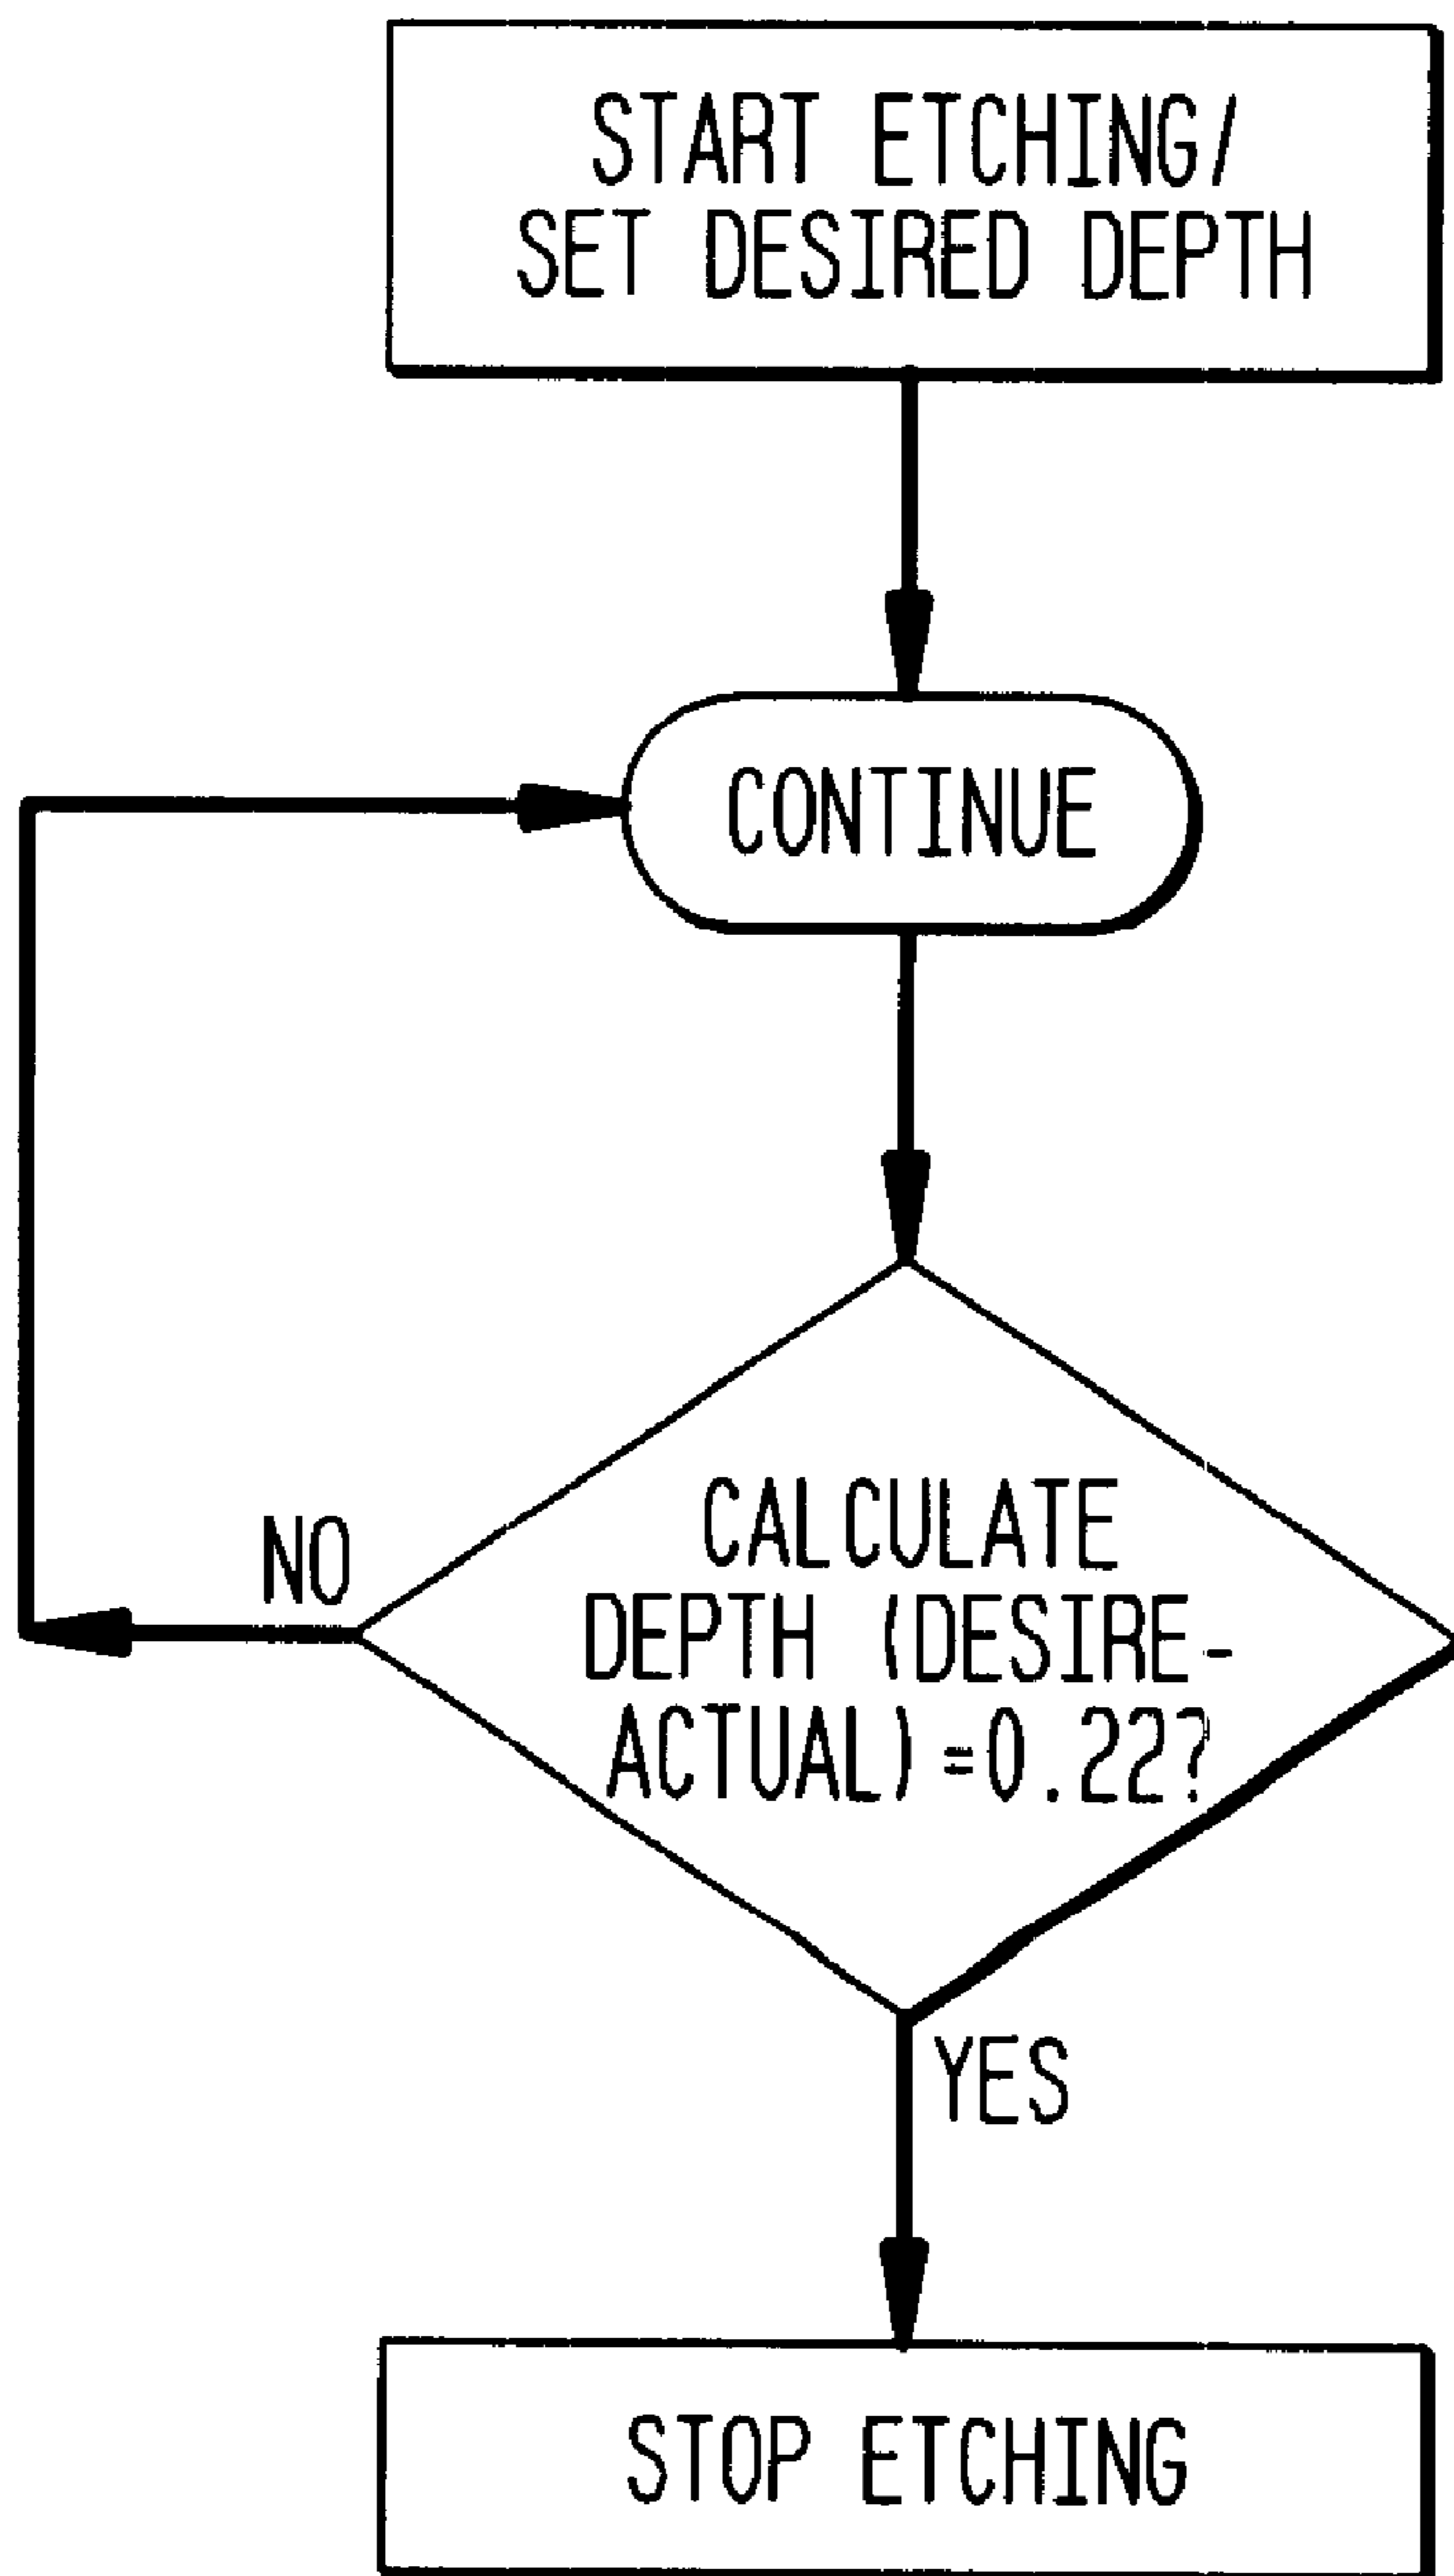 START ETCHING/
SET DESIRED DEPTH
CONTINUE
NO
CALCULATE
DEPTH (DESIRE-
ACTUAL)=0.22?
YES
STOP ETCHING